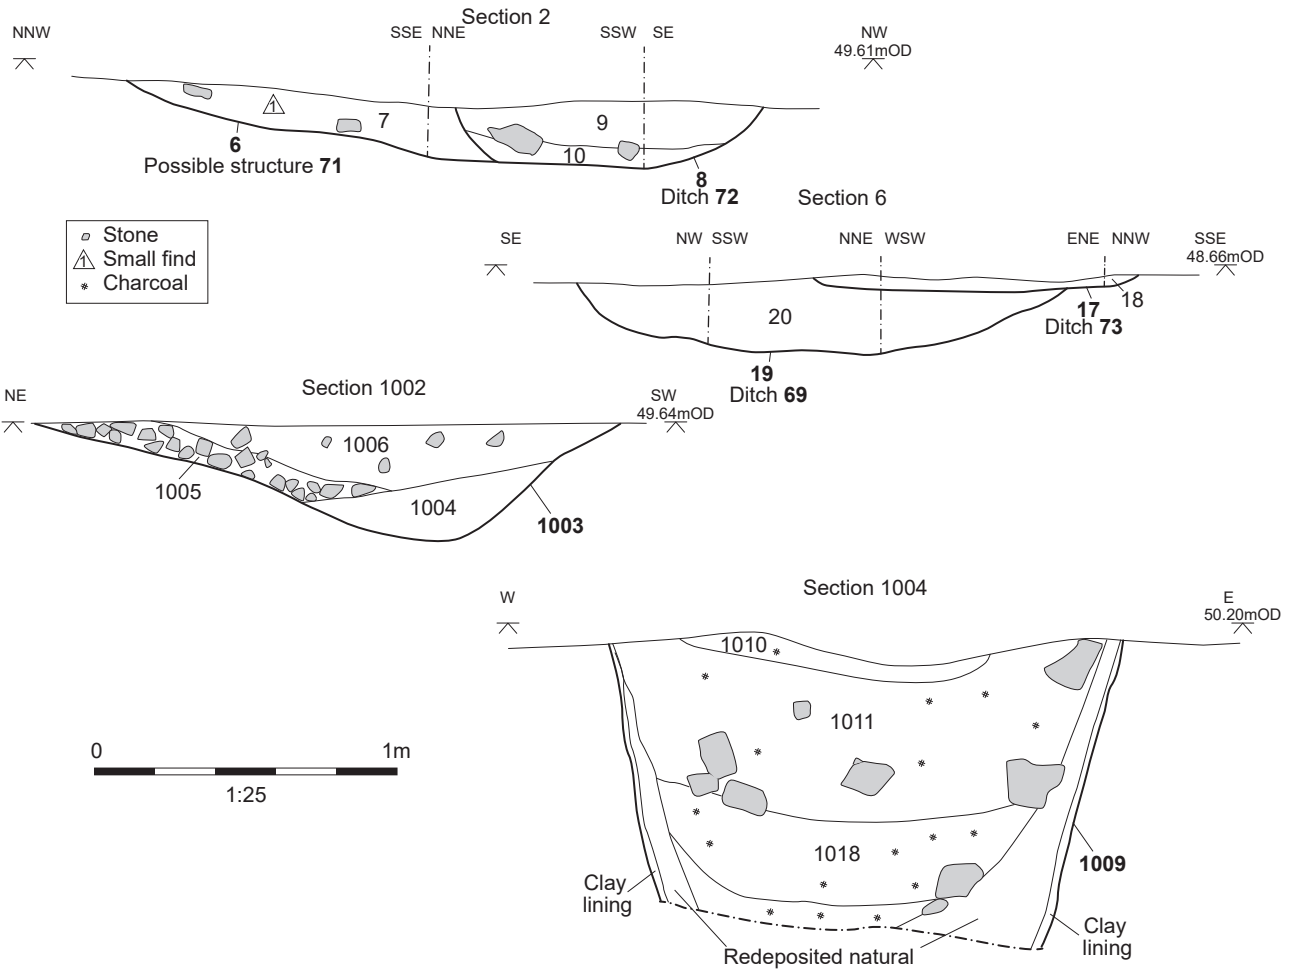 Section 2
NNW
SSE NNE
SSW SE
NW
49.61mOD
1
7
9
10
6
Possible structure 71
8
Ditch 72
Stone
1 Small find
Charcoal
Section 6
SE
NW SSW
NNE WSW
ENE NNW
SSE
48.66mOD
20
18
17
Ditch 73
19
Ditch 69
Section 1002
NE
SW
49.64mOD
1006
1005
1004
1003
Section 1004
W
E
50.20mOD
1010
1011
1018
1009
Clay
lining
Clay
lining
Redeposited natural
0 1m
1:25